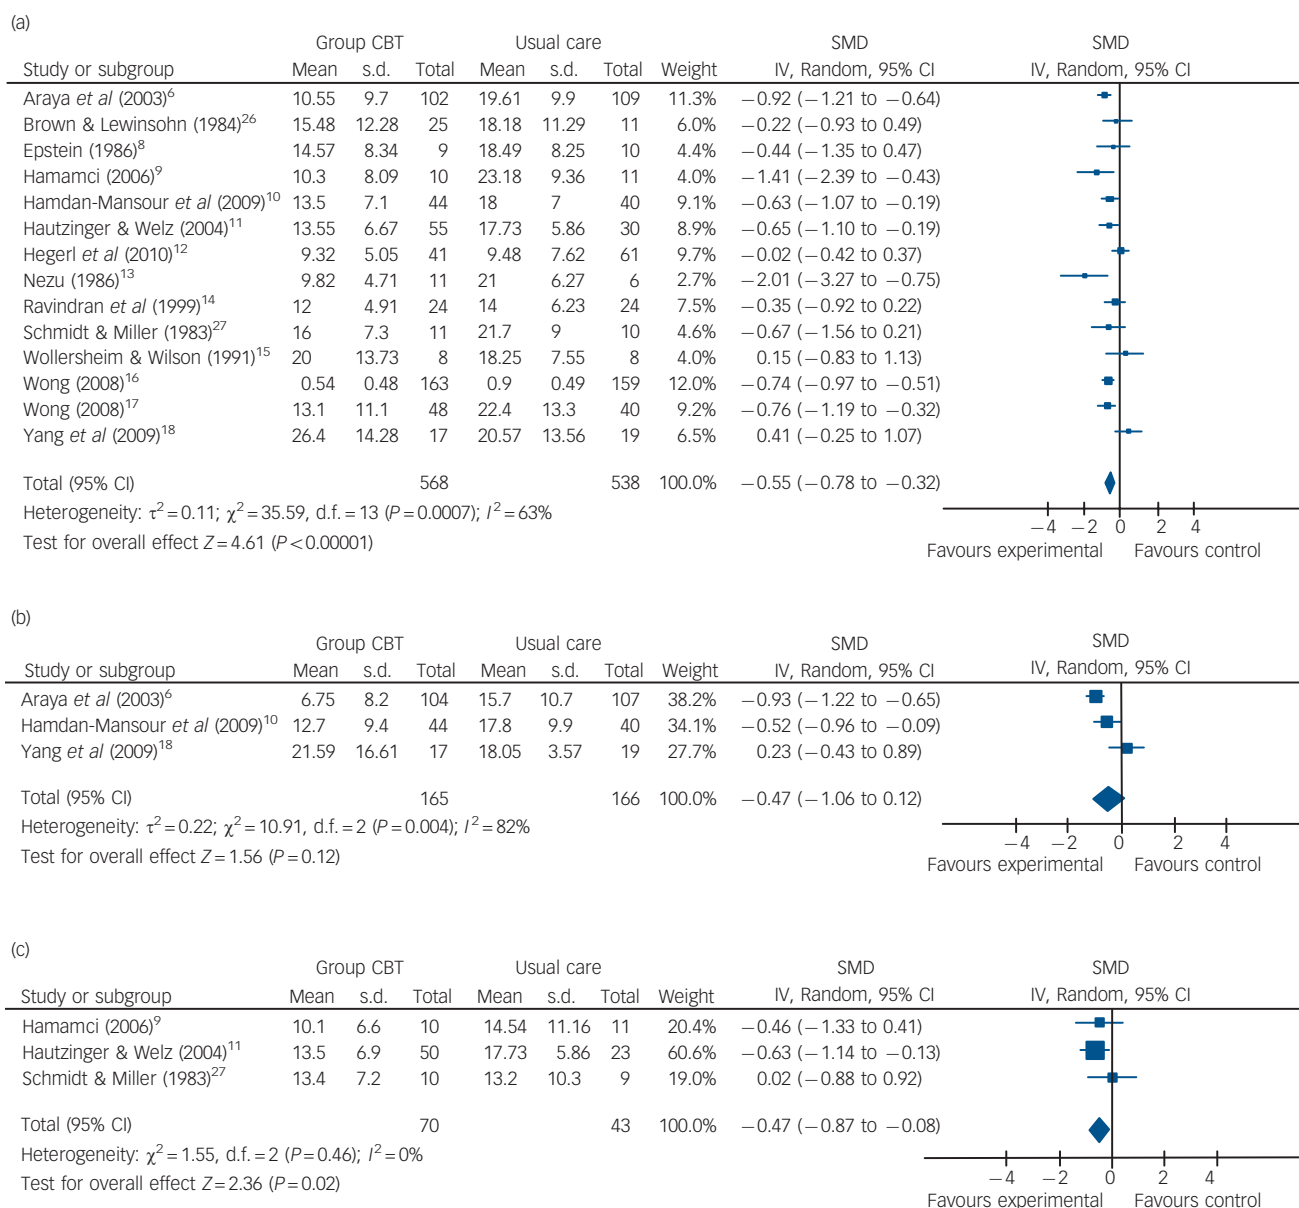 (a)
Group CBT Usual care SMD SMD
Study or subgroup Mean s.d. Total Mean s.d. Total Weight IV, Random, 95% CI IV, Random, 95% CI
Araya et al (2003)6 10.55 9.7 102 19.61 9.9 109 11.3% −0.92 (−1.21 to −0.64)
Brown & Lewinsohn (1984)26 15.48 12.28 25 18.18 11.29 11 6.0% −0.22 (−0.93 to 0.49)
Epstein (1986)8 14.57 8.34 9 18.49 8.25 10 4.4% −0.44 (−1.35 to 0.47)
Hamamci (2006)9 10.3 8.09 10 23.18 9.36 11 4.0% −1.41 (−2.39 to −0.43)
Hamdan-Mansour et al (2009)10 13.5 7.1 44 18 7 40 9.1% −0.63 (−1.07 to −0.19)
Hautzinger & Welz (2004)11 13.55 6.67 55 17.73 5.86 30 8.9% −0.65 (−1.10 to −0.19)
Hegerl et al (2010)12 9.32 5.05 41 9.48 7.62 61 9.7% −0.02 (−0.42 to 0.37)
Nezu (1986)13 9.82 4.71 11 21 6.27 6 2.7% −2.01 (−3.27 to −0.75)
Ravindran et al (1999)14 12 4.91 24 14 6.23 24 7.5% −0.35 (−0.92 to 0.22)
Schmidt & Miller (1983)27 16 7.3 11 21.7 9 10 4.6% −0.67 (−1.56 to 0.21)
Wollersheim & Wilson (1991)15 20 13.73 8 18.25 7.55 8 4.0% 0.15 (−0.83 to 1.13)
Wong (2008)16 0.54 0.48 163 0.9 0.49 159 12.0% −0.74 (−0.97 to −0.51)
Wong (2008)17 13.1 11.1 48 22.4 13.3 40 9.2% −0.76 (−1.19 to −0.32)
Yang et al (2009)18 26.4 14.28 17 20.57 13.56 19 6.5% 0.41 (−0.25 to 1.07)
Total (95% CI) 568 538 100.0% −0.55 (−0.78 to −0.32)
Heterogeneity: τ2=0.11; χ2=35.59, d.f.=13 (P=0.0007); I2=63%
−4 −2 0 2 4
Test for overall effect Z=4.61 (P<0.00001)
Favours experimental Favours control
(b)
Group CBT Usual care SMD SMD
Study or subgroup Mean s.d. Total Mean s.d. Total Weight IV, Random, 95% CI IV, Random, 95% CI
Araya et al (2003)6 6.75 8.2 104 15.7 10.7 107 38.2% −0.93 (−1.22 to −0.65)
Hamdan-Mansour et al (2009)10 12.7 9.4 44 17.8 9.9 40 34.1% −0.52 (−0.96 to −0.09)
Yang et al (2009)18 21.59 16.61 17 18.05 3.57 19 27.7% 0.23 (−0.43 to 0.89)
Total (95% CI) 165 166 100.0% −0.47 (−1.06 to 0.12)
Heterogeneity: τ2=0.22; χ2=10.91, d.f.=2 (P=0.004); I2=82%
−4 −2 0 2 4
Test for overall effect Z=1.56 (P=0.12)
Favours experimental Favours control
(c)
Group CBT Usual care SMD SMD
Study or subgroup Mean s.d. Total Mean s.d. Total Weight IV, Random, 95% CI IV, Random, 95% CI
Hamamci (2006)9 10.1 6.6 10 14.54 11.16 11 20.4% −0.46 (−1.33 to 0.41)
Hautzinger & Welz (2004)11 13.5 6.9 50 17.73 5.86 23 60.6% −0.63 (−1.14 to −0.13)
Schmidt & Miller (1983)27 13.4 7.2 10 13.2 10.3 9 19.0% 0.02 (−0.88 to 0.92)
Total (95% CI) 70 43 100.0% −0.47 (−0.87 to −0.08)
Heterogeneity: χ2=1.55, d.f.=2 (P=0.46); I2=0%
−4 −2 0 2 4
Test for overall effect Z=2.36 (P=0.02)
Favours experimental Favours control